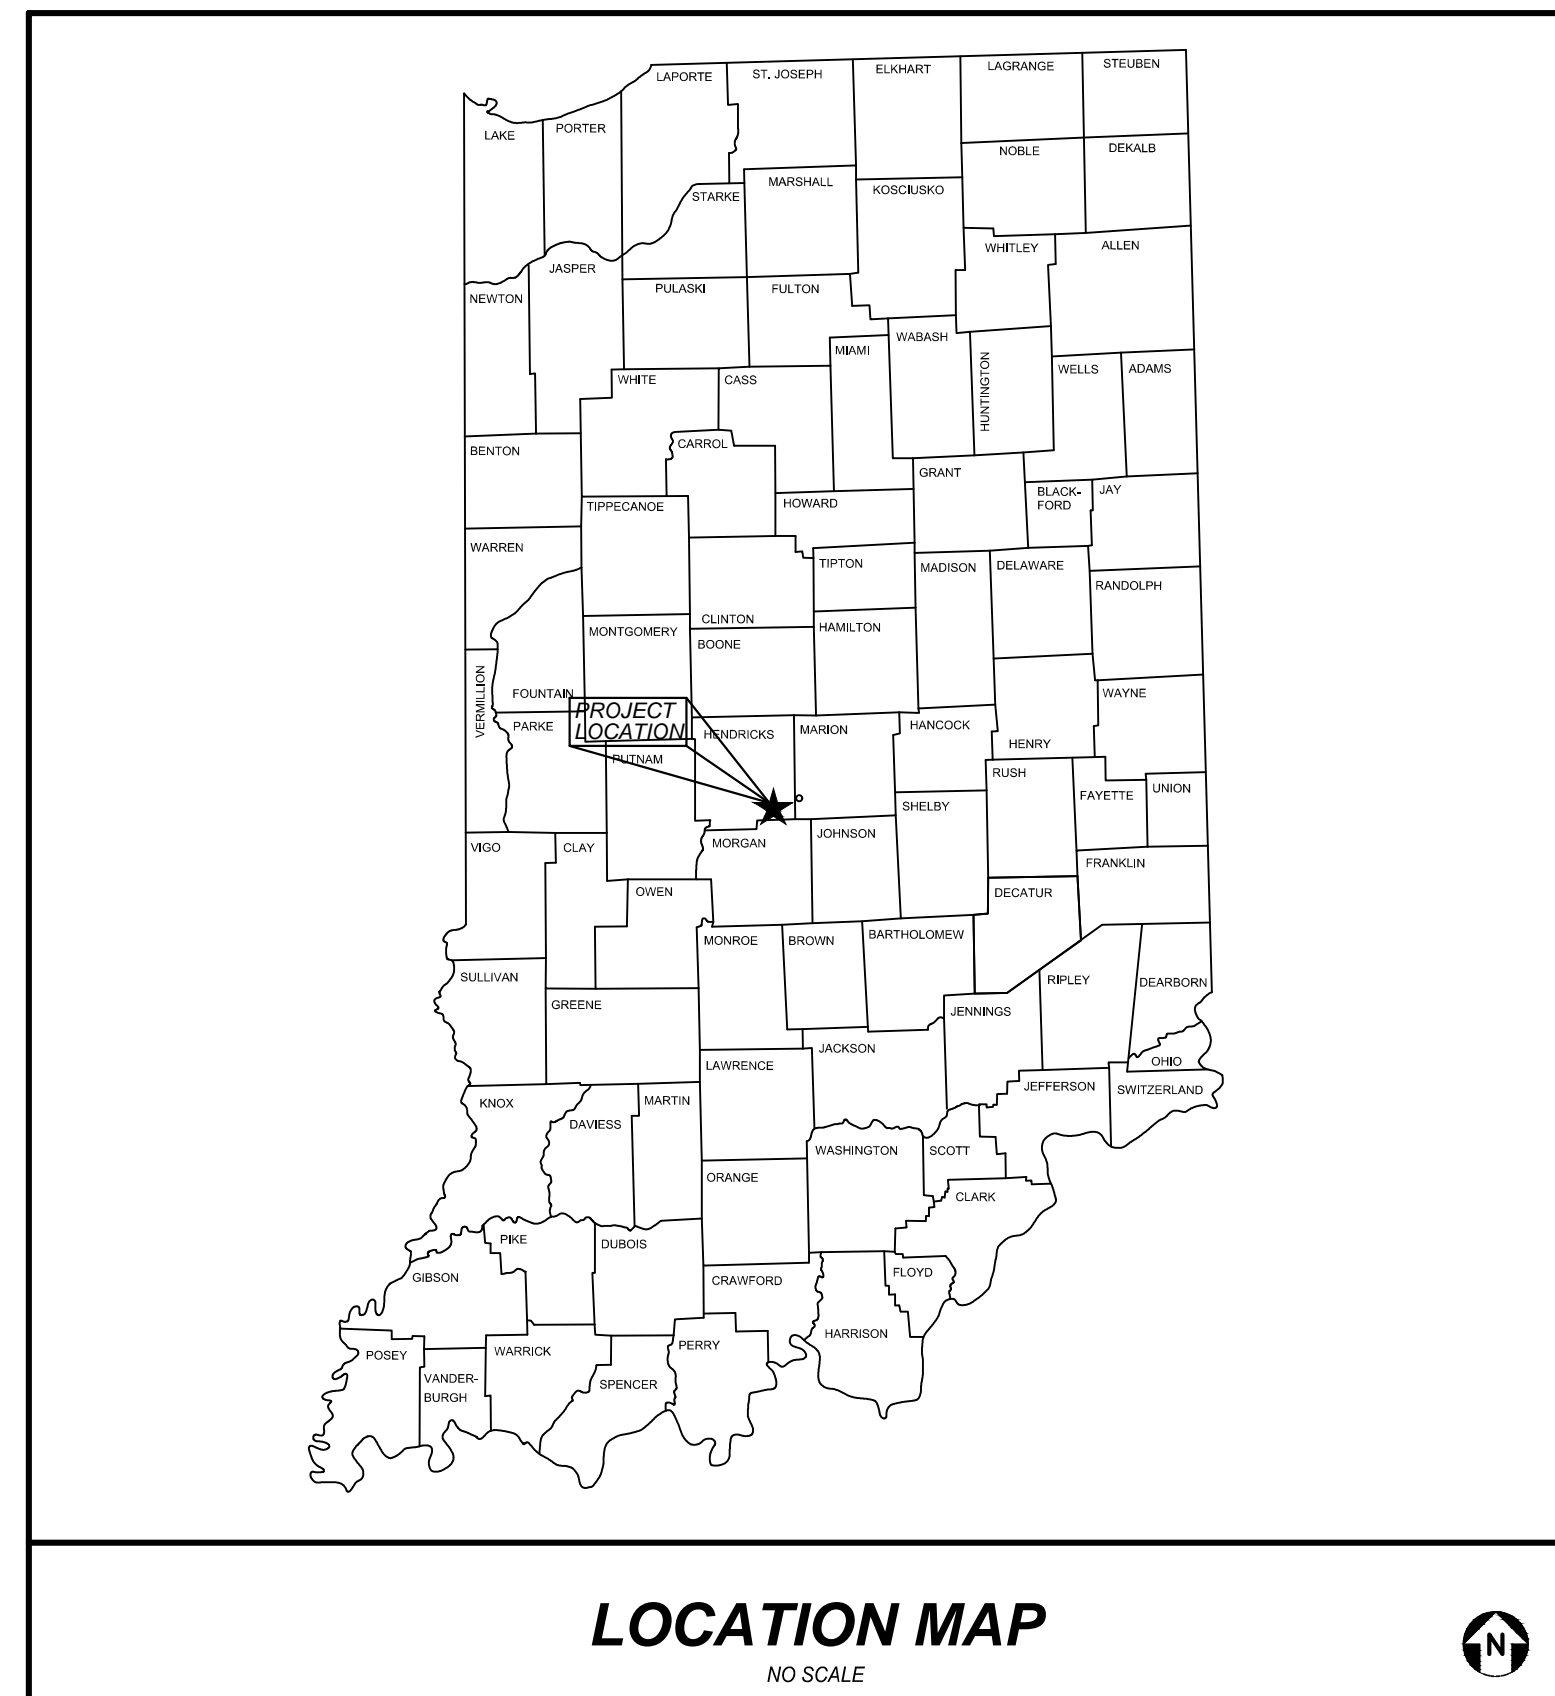 LAPORTE
ST. JOSEPH
ELKHART
LAGRANGE
STEUBEN
LAKE
PORTER
NOBLE
DEKALB
STARKE
MARSHALL
KOSCIUSKO
WHITLEY
ALLEN
JASPER
NEWTON
PULASKI
FULTON
MIAMI
WABASH
HUNTINGTON
WELLS
ADAMS
WHITE
CASS
CARROL
BENTON
GRANT
BLACK-
FORD
JAY
TIPPECANOE
HOWARD
WARREN
TIPTON
MADISON
DELAWARE
RANDOLPH
CLINTON
MONTGOMERY
HAMILTON
BOONE
VERMILLION
FOUNTAIN
WAYNE
PROJECT
LOCATION
PARKE
HENDRICKS
MARION
HANCOCK
HENRY
PUTNAM
RUSH
FAYETTE
UNION
SHELBY
VIGO
CLAY
MORGAN
JOHNSON
FRANKLIN
OWEN
DECATUR
MONROE
BROWN
BARTHOLOMEW
SULLIVAN
RIPLEY
DEARBORN
GREENE
JENNINGS
LAWRENCE
JACKSON
OHIO
JEFFERSON
SWITZERLAND
KNOX
MARTIN
DAVIESS
WASHINGTON
SCOTT
ORANGE
CLARK
PIKE
DUBOIS
GIBSON
CRAWFORD
FLOYD
HARRISON
POSEY
WARRICK
PERRY
VANDER-
BURGH
SPENCER
LOCATION MAP
NO SCALE
N